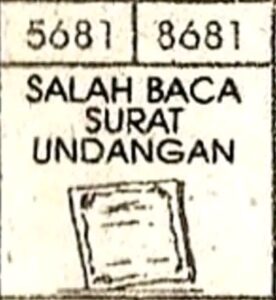 5681 8681
SALAH BACA
SURAT
UNDANGAN